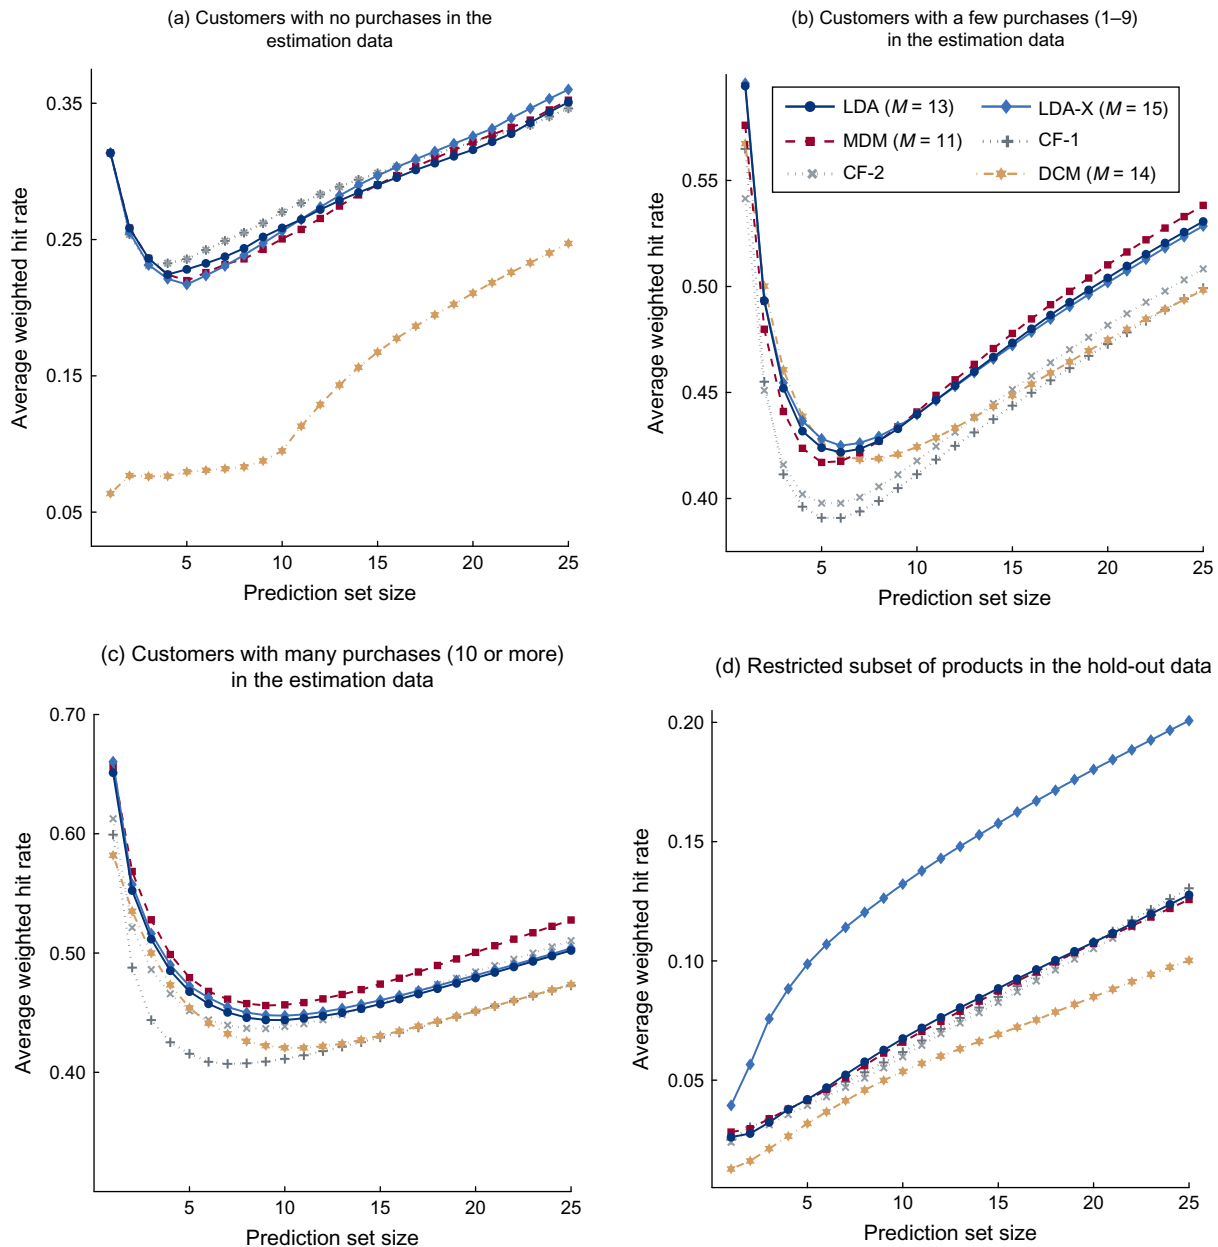 (a) Customers with no purchases in the
estimation data
0.35
0.25
0.15
0.05
Average weighted hit rate
5
10
15
20
25
Prediction set size
(b) Customers with a few purchases (1–9)
in the estimation data
LDA (M = 13)
LDA-X (M = 15)
MDM (M = 11)
CF-1
CF-2
DCM (M = 14)
0.55
0.50
0.45
0.40
Average weighted hit rate
5
10
15
20
25
Prediction set size
(c) Customers with many purchases (10 or more)
in the estimation data
0.70
0.60
0.50
0.40
Average weighted hit rate
5
10
15
20
25
Prediction set size
(d) Restricted subset of products in the hold-out data
0.20
0.15
0.10
0.05
Average weighted hit rate
5
10
15
20
25
Prediction set size